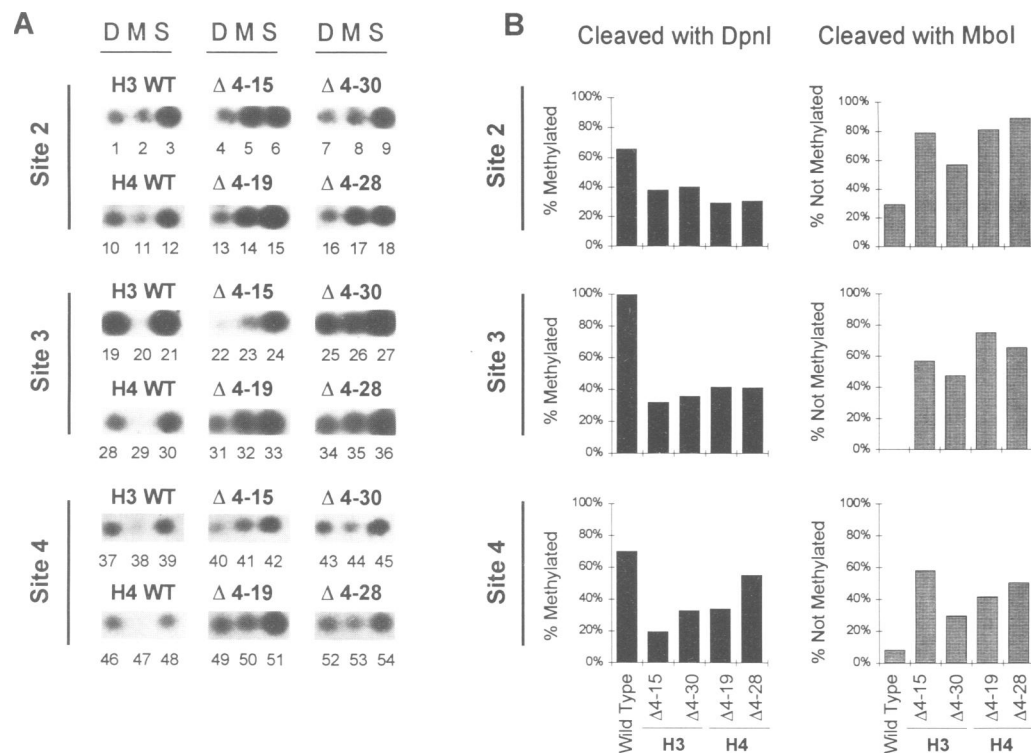 A
D M S D M S D M S
Site 2
H3 WT Δ 4-15 Δ 4-30
1 2 3 4 5 6 7 8 9
H4 WT Δ 4-19 Δ 4-28
10 11 12 13 14 15 16 17 18
Site 3
H3 WT Δ 4-15 Δ 4-30
19 20 21 22 23 24 25 26 27
H4 WT Δ 4-19 Δ 4-28
28 29 30 31 32 33 34 35 36
Site 4
H3 WT Δ 4-15 Δ 4-30
37 38 39 40 41 42 43 44 45
H4 WT Δ 4-19 Δ 4-28
46 47 48 49 50 51 52 53 54
B
Cleaved with DpnI Cleaved with MboI
Site 2
% Methylated
100%
80%
60%
40%
20%
0%
% Not Methylated
100%
80%
60%
40%
20%
0%
Site 3
% Methylated
100%
80%
60%
40%
20%
0%
% Not Methylated
100%
80%
60%
40%
20%
0%
Site 4
% Methylated
100%
80%
60%
40%
20%
0%
% Not Methylated
100%
80%
60%
40%
20%
0%
Wild Type Δ4-15 Δ4-30 Δ4-19 Δ4-28
H3 H4
Wild Type Δ4-15 Δ4-30 Δ4-19 Δ4-28
H3 H4